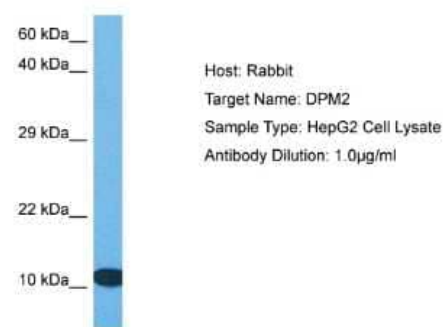 60 kDa
40 kDa
29 kDa
22 kDa
10 kDa
Host: Rabbit
Target Name: DPM2
Sample Type: HepG2 Cell Lysate
Antibody Dilution: 1.0µg/ml